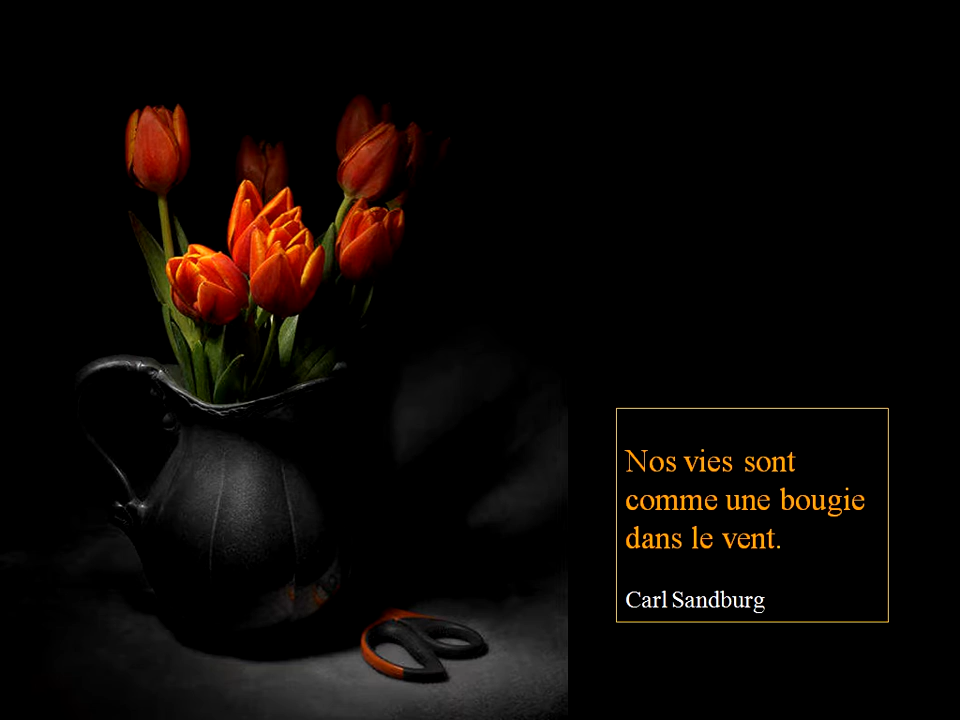 Nos vies sont
comme une bougie
dans le vent.
Carl Sandburg